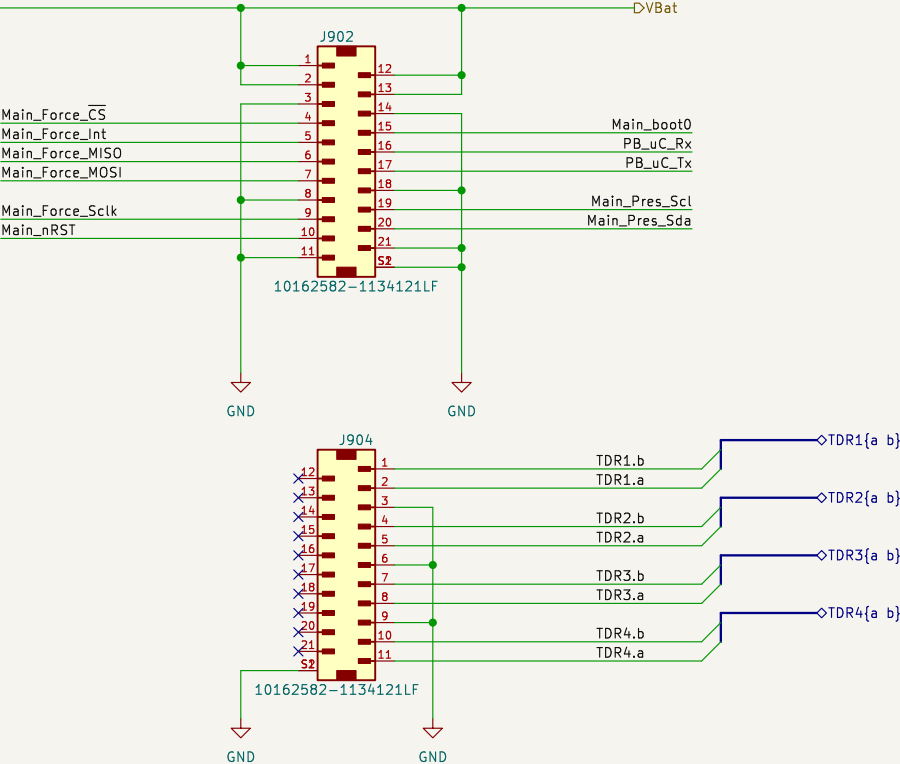 VBat
J902
1
12
2
13
3
14
Main_Force_CS
4
Main_boot0
15
Main_Force_Int
5
PB_uC_Rx
16
Main_Force_MISO
6
PB_uC_Tx
17
Main_Force_MOSI
7
18
8
Main_Pres_Scl
19
Main_Force_Sclk
9
Main_Pres_Sda
20
Main_nRST
10
21
11
10162582-1134121LF
GND
GND
J904
TDR1{a b}
1
TDR1.b
12
2
TDR1.a
13
3
TDR2{a b}
14
4
TDR2.b
15
5
TDR2.a
16
6
TDR3{a b}
17
7
TDR3.b
18
8
TDR3.a
19
9
TDR4{a b}
20
10
TDR4.b
21
11
TDR4.a
10162582-1134121LF
GND
GND